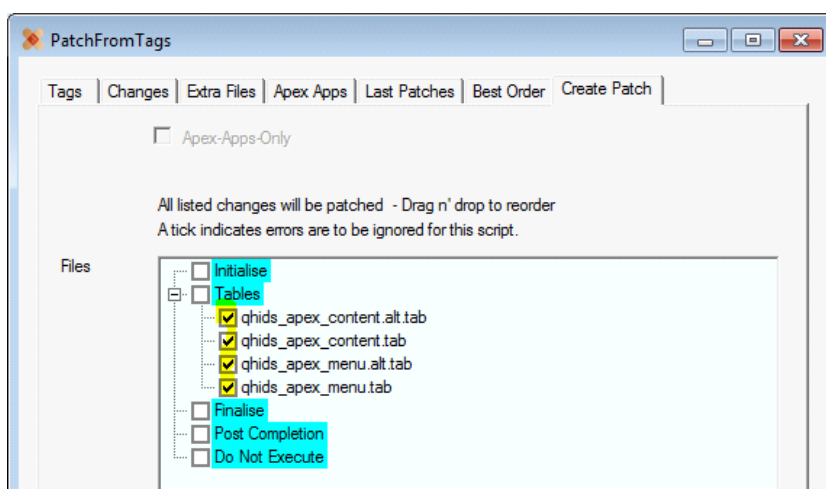 PatchFromTags
Tags Changes Extra Files Apex Apps Last Patches Best Order Create Patch
Apex-Apps-Only
All listed changes will be patched - Drag n' drop to reorder
A tick indicates errors are to be ignored for this script.
Files
Initialise
Tables
qhids_apex_content.alt.tab
qhids_apex_content.tab
qhids_apex_menu.alt.tab
qhids_apex_menu.tab
Finalise
Post Completion
Do Not Execute